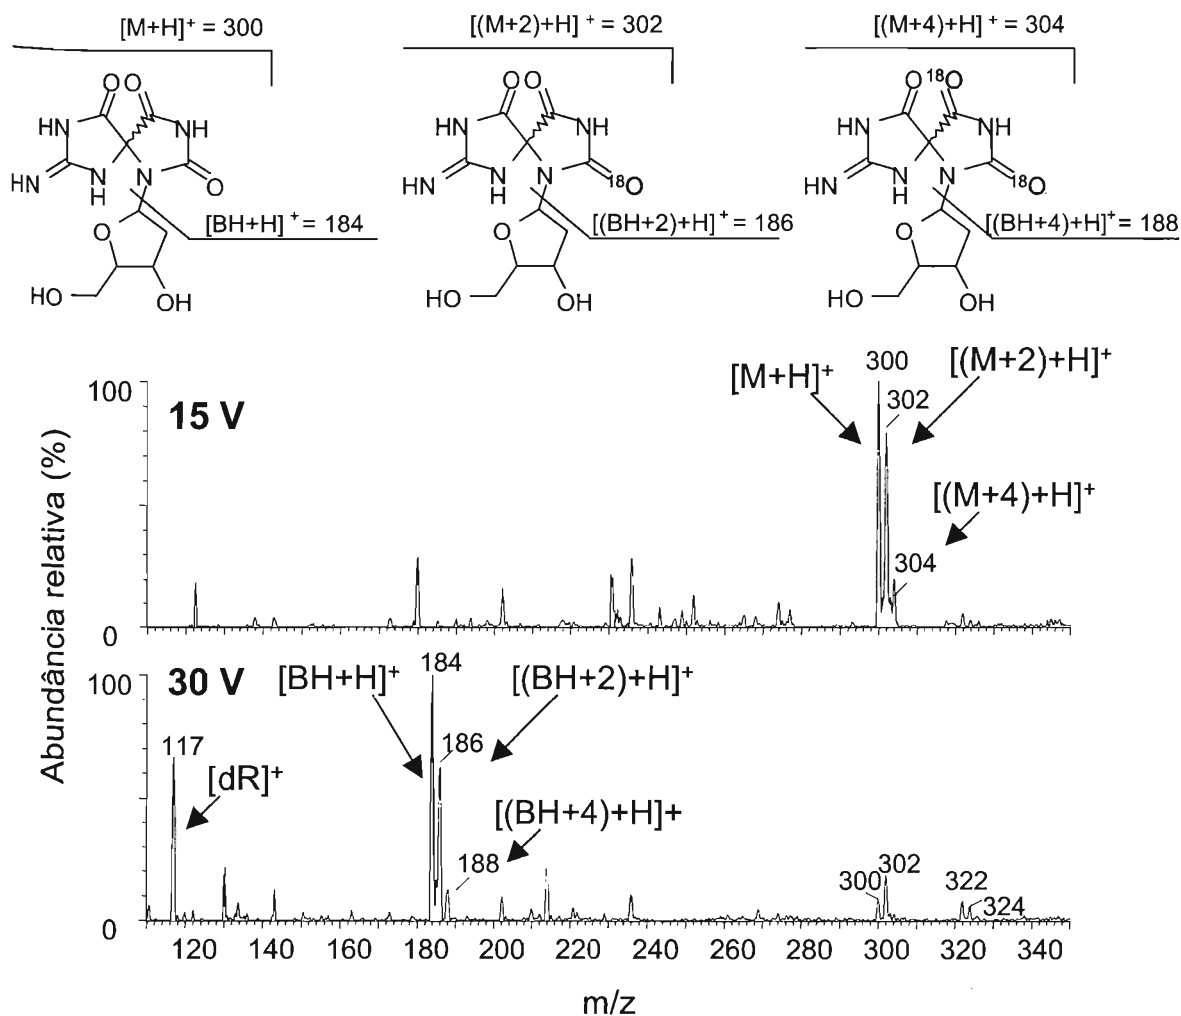 [M+H]+ = 300
[(M+2)+H] + = 302
[(M+4)+H] + = 304
O O
O O
O 18O
HN NH
HN NH
HN NH
HN N H N O
HN N H N 18O
HN N H N 18O
[BH+H] + = 184
[(BH+2)+H] + = 186
[(BH+4)+H]+ = 188
O
O
O
HO OH
HO OH
HO OH
Abundância relativa (%)
15 V
100
0
[M+H]+
300
[(M+2)+H]+
302
[(M+4)+H]+
304
30 V
100
0
117
[dR]+
[BH+H]+
184
[(BH+2)+H]+
186
[(BH+4)+H]+
188
300
302
322
324
120 140 160 180 200 220 240 260 280 300 320 340
m/z